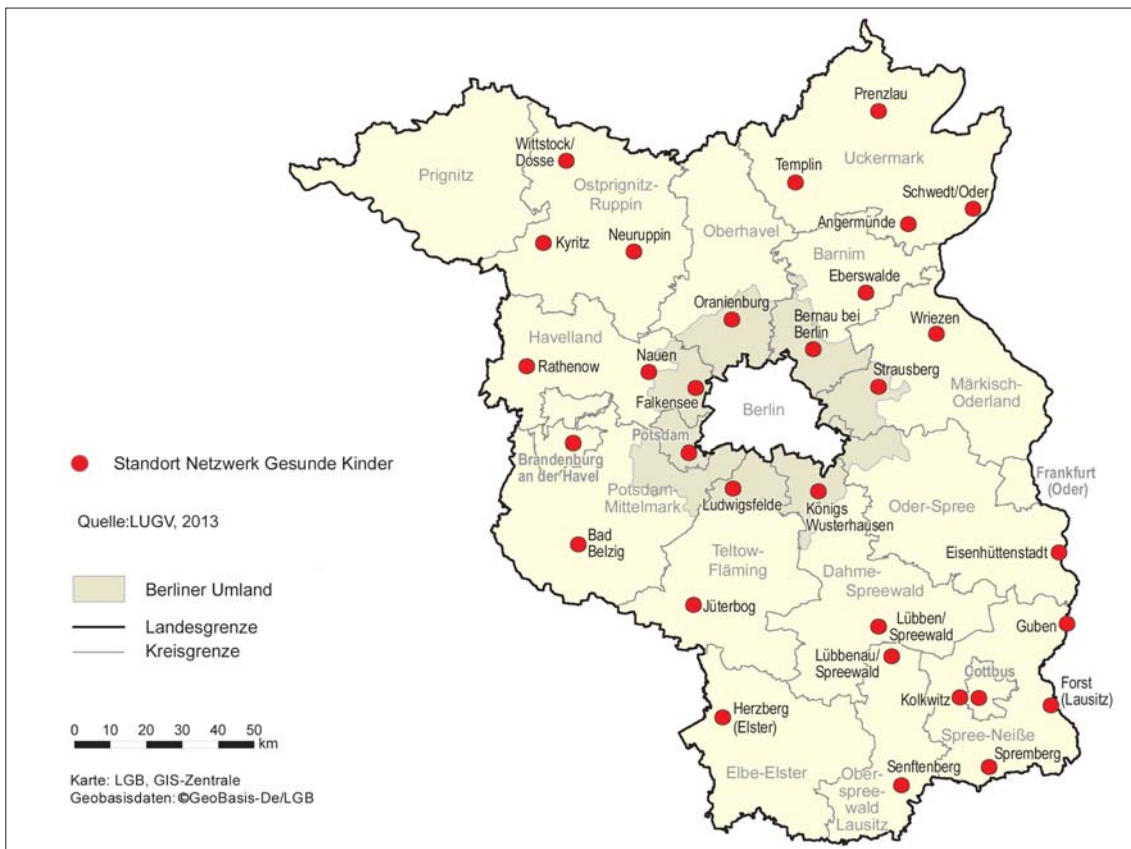 Prenzlau
Wittstock/
Dosse
Uckermark
Templin
Prignitz
Ostprignitz-
Ruppin
Schwedt/Oder
Angermünde
Oberhavel
Kyritz
Neuruppin
Barnim
Eberswalde
Oranienburg
Bernau bei
Berlin
Wriezen
Havelland
Nauen
Rathenow
Strausberg
Falkensee
Märkisch-
Oderland
Berlin
Potsdam
Standort Netzwerk Gesunde Kinder
Brandenburg
an der Havel
Frankfurt
(Oder)
Potsdam-
Mittelmark
Ludwigsfelde
Königs
Wusterhausen
Oder-Spree
Quelle:LUGV, 2013
Bad
Belzig
Eisenhüttenstadt
Teltow-
Fläming
Dahme-
Spreewald
Berliner Umland
Jüterbog
Lübben/
Spreewald
Guben
Landesgrenze
Kreisgrenze
Lübbenau/
Spreewald
Cottbus
Forst
(Lausitz)
Kolkwitz
Herzberg
(Elster)
Spree-Neiße
0 10 20 30 40 50
km
Spremberg
Elbe-Elster
Senftenberg
Ober-
spree-
wald
Lausitz
Karte: LGB, GIS-Zentrale
Geobasisdaten: ©GeoBasis-De/LGB